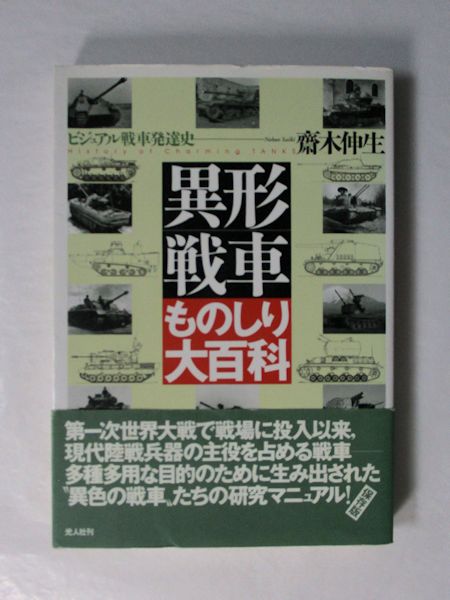 ビジュアル戦車発達史
Nobuo Saiki
齋木伸生
History of Charming TANKS
異形
戦車
ものしり
大百科
第一次世界大戦で戦場に投入以来,
現代陸戦兵器の主役を占める戦車──
多種多用な目的のために生み出された
〝異色の戦車〟たちの研究マニュアル!
保存版
光人社刊